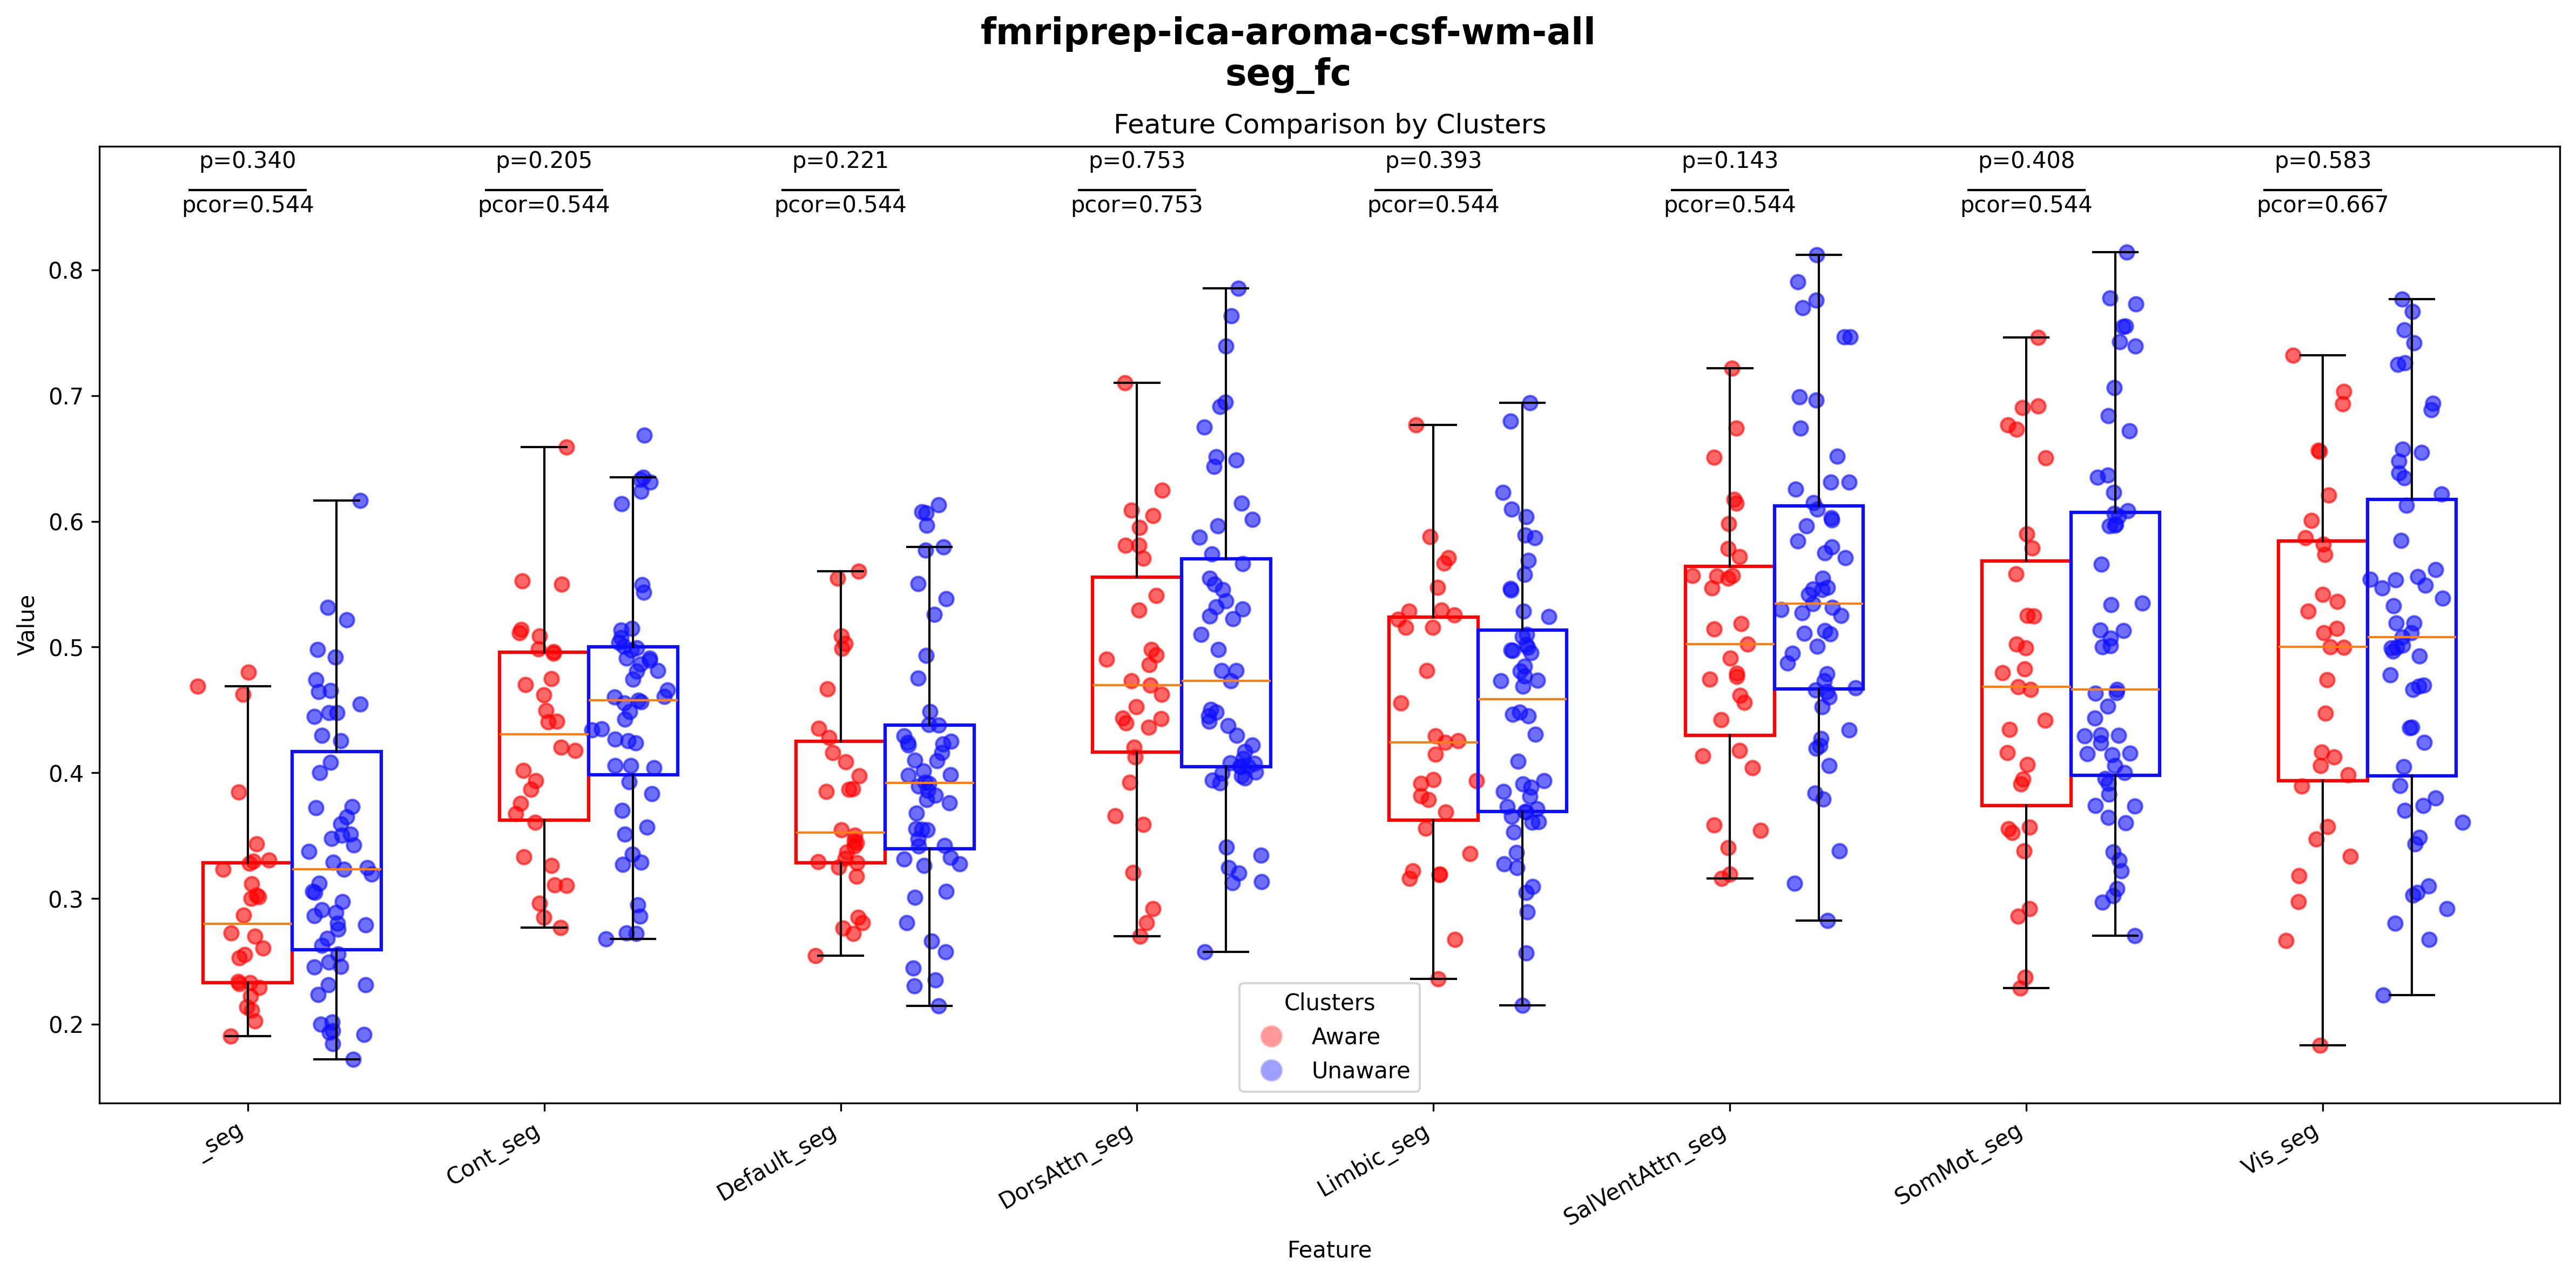 fmriprep-ica-aroma-csf-wm-all
seg_fc
Feature Comparison by Clusters
p=0.340 p=0.205 p=0.221 p=0.753 p=0.393 p=0.143 p=0.408 p=0.583
pcor=0.544 pcor=0.544 pcor=0.544 pcor=0.753 pcor=0.544 pcor=0.544 pcor=0.544 pcor=0.667
0.8
0.7
0.6
0.5
0.4
0.3
0.2
Value
Clusters
Aware
Unaware
_seg Cont_seg Default_seg DorsAttn_seg Limbic_seg SalVentAttn_seg SomMot_seg Vis_seg
Feature